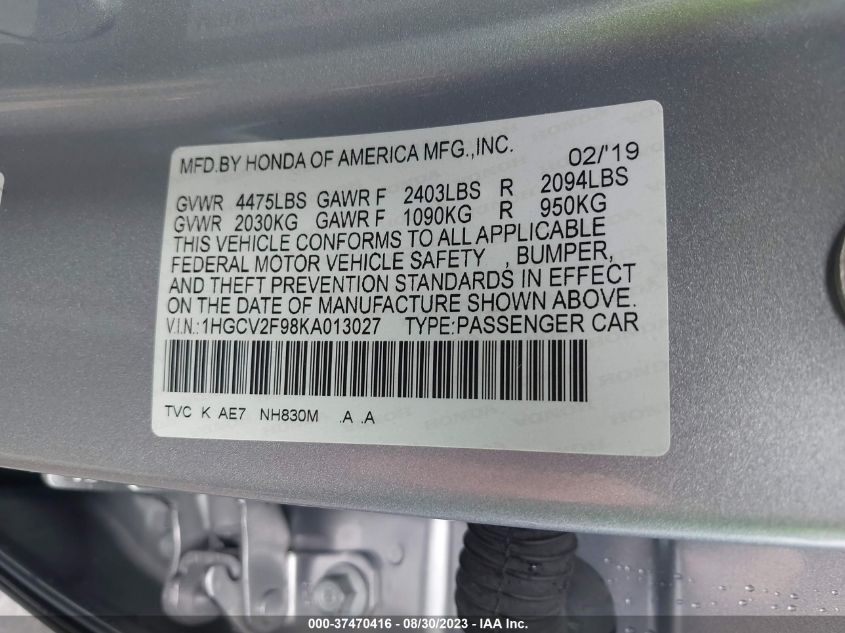 MFD.BY HONDA OF AMERICA MFG.,INC. 02/'19
GVWR 4475LBS GAWR F 2403LBS R 2094LBS
GVWR 2030KG GAWR F 1090KG R 950KG
THIS VEHICLE CONFORMS TO ALL APPLICABLE
FEDERAL MOTOR VEHICLE SAFETY , BUMPER,
AND THEFT PREVENTION STANDARDS IN EFFECT
ON THE DATE OF MANUFACTURE SHOWN ABOVE.
V.I.N.:1HGCV2F98KA013027 TYPE:PASSENGER CAR
TVC K AE7 NH830M .A .A
000-37470416 - 08/30/2023 - IAA Inc.